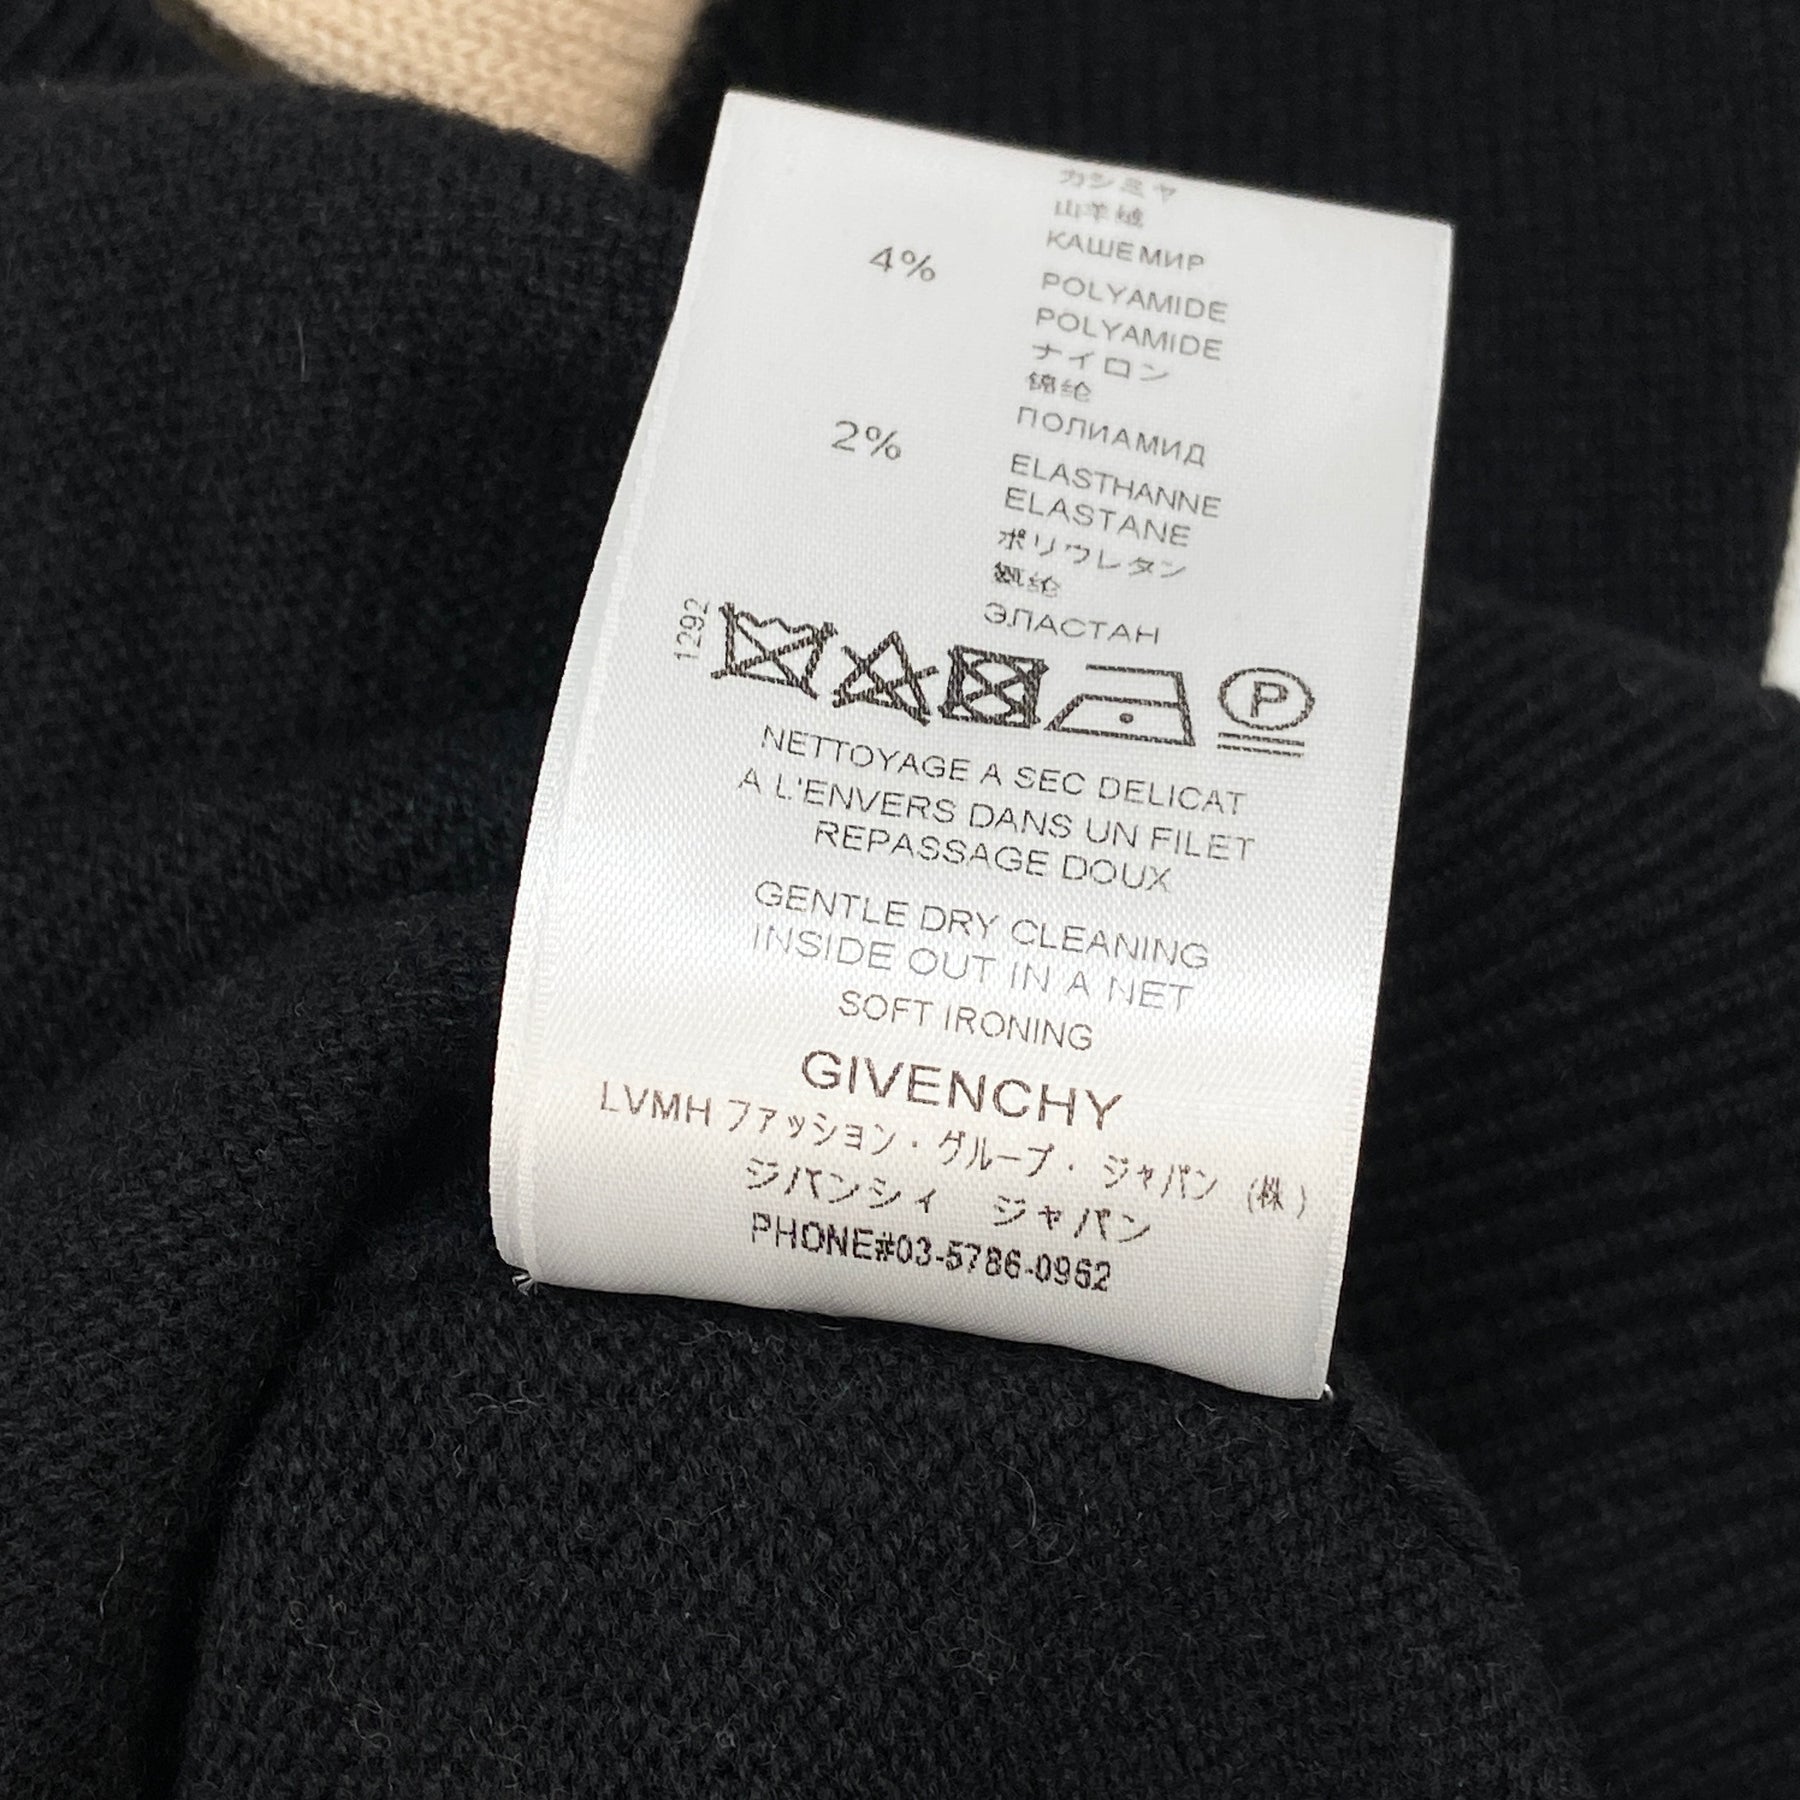 カシミヤ
山羊绒
КАШЕМИР
4% POLYAMIDE
POLYAMIDE
ナイロン
锦纶
ПОЛИАМИД
2% ELASTHANNE
ELASTANE
ポリウレタン
氨纶
ЭЛАСТАН
1292
P
NETTOYAGE A SEC DELICAT
A L'ENVERS DANS UN FILET
REPASSAGE DOUX
GENTLE DRY CLEANING
INSIDE OUT IN A NET
SOFT IRONING
GIVENCHY
LVMH ファッション・グループ・ ジャパン (株)
ジバンシィ ジャパン
PHONE#03-5786-0962